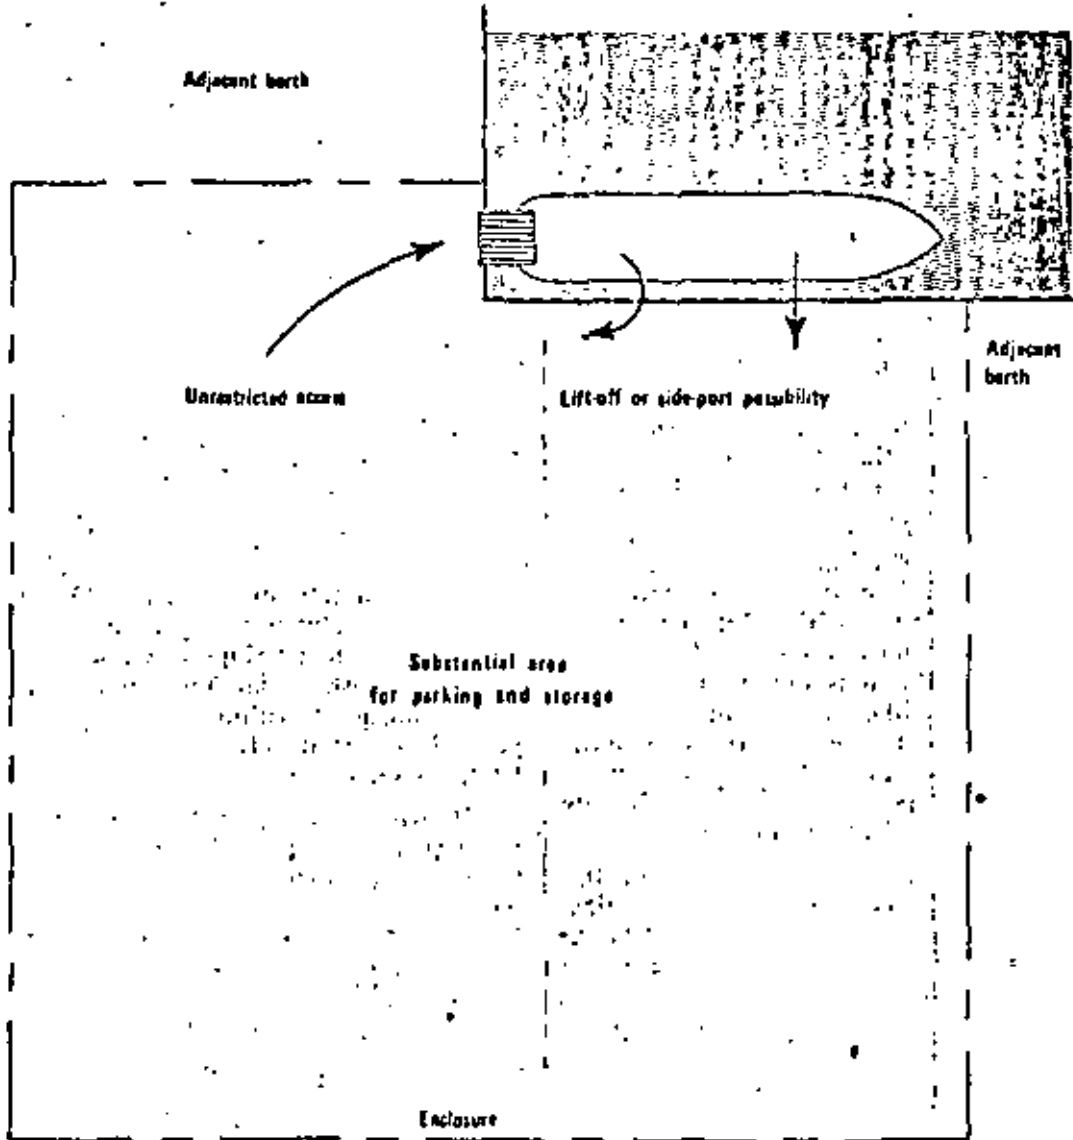 Adjacent berth
Adjacent
berth
Unrestricted access
Lift-off or side-port possibility
Substantial area
for parking and storage
Enclosure